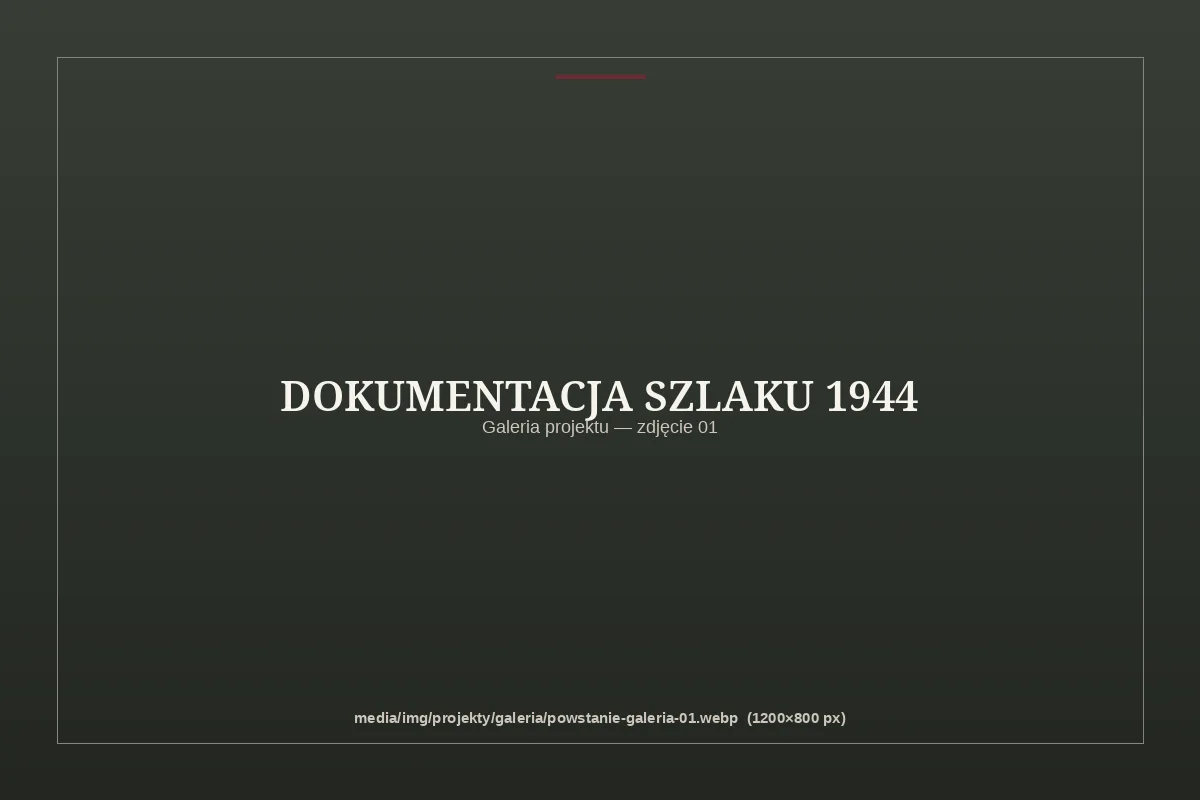 DOKUMENTACJA SZLAKU 1944
Galeria projektu — zdjęcie 01
media/img/projekty/galeria/powstanie-galeria-01.webp (1200×800 px)